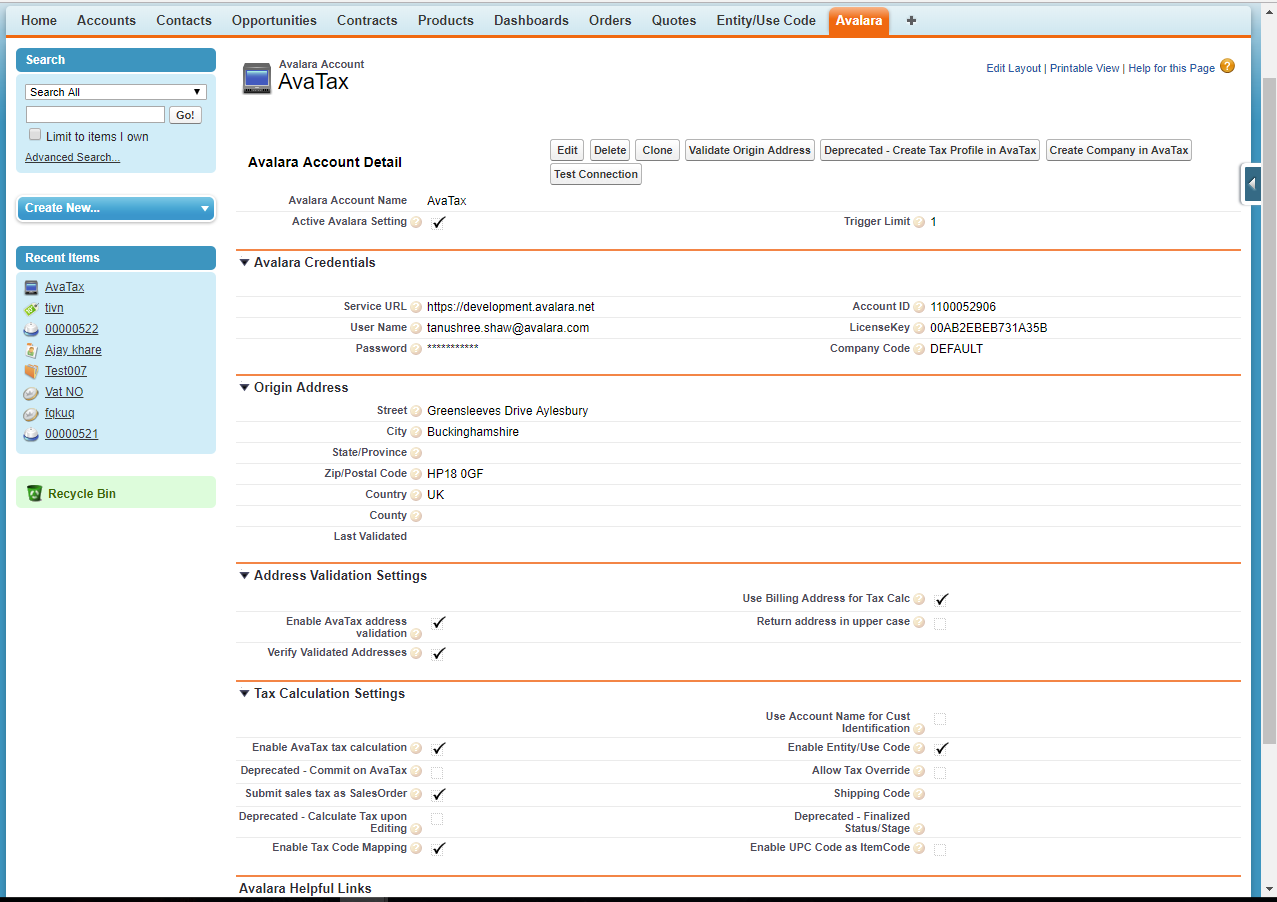 Home Accounts Contacts Opportunities Contracts Products Dashboards Orders Quotes Entity/Use Code Avalara +
Search
Search All
Go!
Limit to items I own
Advanced Search...
Create New...
Recent Items
AvaTax
tivn
00000522
Ajay khare
Test007
Vat NO
fqkuq
00000521
Recycle Bin
Avalara Account
AvaTax
Edit Layout | Printable View | Help for this Page ?
Avalara Account Detail
Edit Delete Clone Validate Origin Address Deprecated - Create Tax Profile in AvaTax Create Company in AvaTax
Test Connection
Avalara Account Name AvaTax
Active Avalara Setting ? Trigger Limit ? 1
Avalara Credentials
Service URL ? https://development.avalara.net Account ID ? 1100052906
User Name ? tanushree.shaw@avalara.com LicenseKey ? 00AB2EBEB731A35B
Password ? *********** Company Code ? DEFAULT
Origin Address
Street ? Greensleeves Drive Aylesbury
City ? Buckinghamshire
State/Province ?
Zip/Postal Code ? HP18 0GF
Country ? UK
County ?
Last Validated
Address Validation Settings
Use Billing Address for Tax Calc ?
Enable AvaTax address
validation ?
Return address in upper case ?
Verify Validated Addresses ?
Tax Calculation Settings
Use Account Name for Cust
Identification ?
Enable AvaTax tax calculation ? Enable Entity/Use Code ?
Deprecated - Commit on AvaTax ? Allow Tax Override ?
Submit sales tax as SalesOrder ? Shipping Code ?
Deprecated - Calculate Tax upon
Editing ?
Deprecated - Finalized
Status/Stage ?
Enable Tax Code Mapping ? Enable UPC Code as ItemCode ?
Avalara Helpful Links